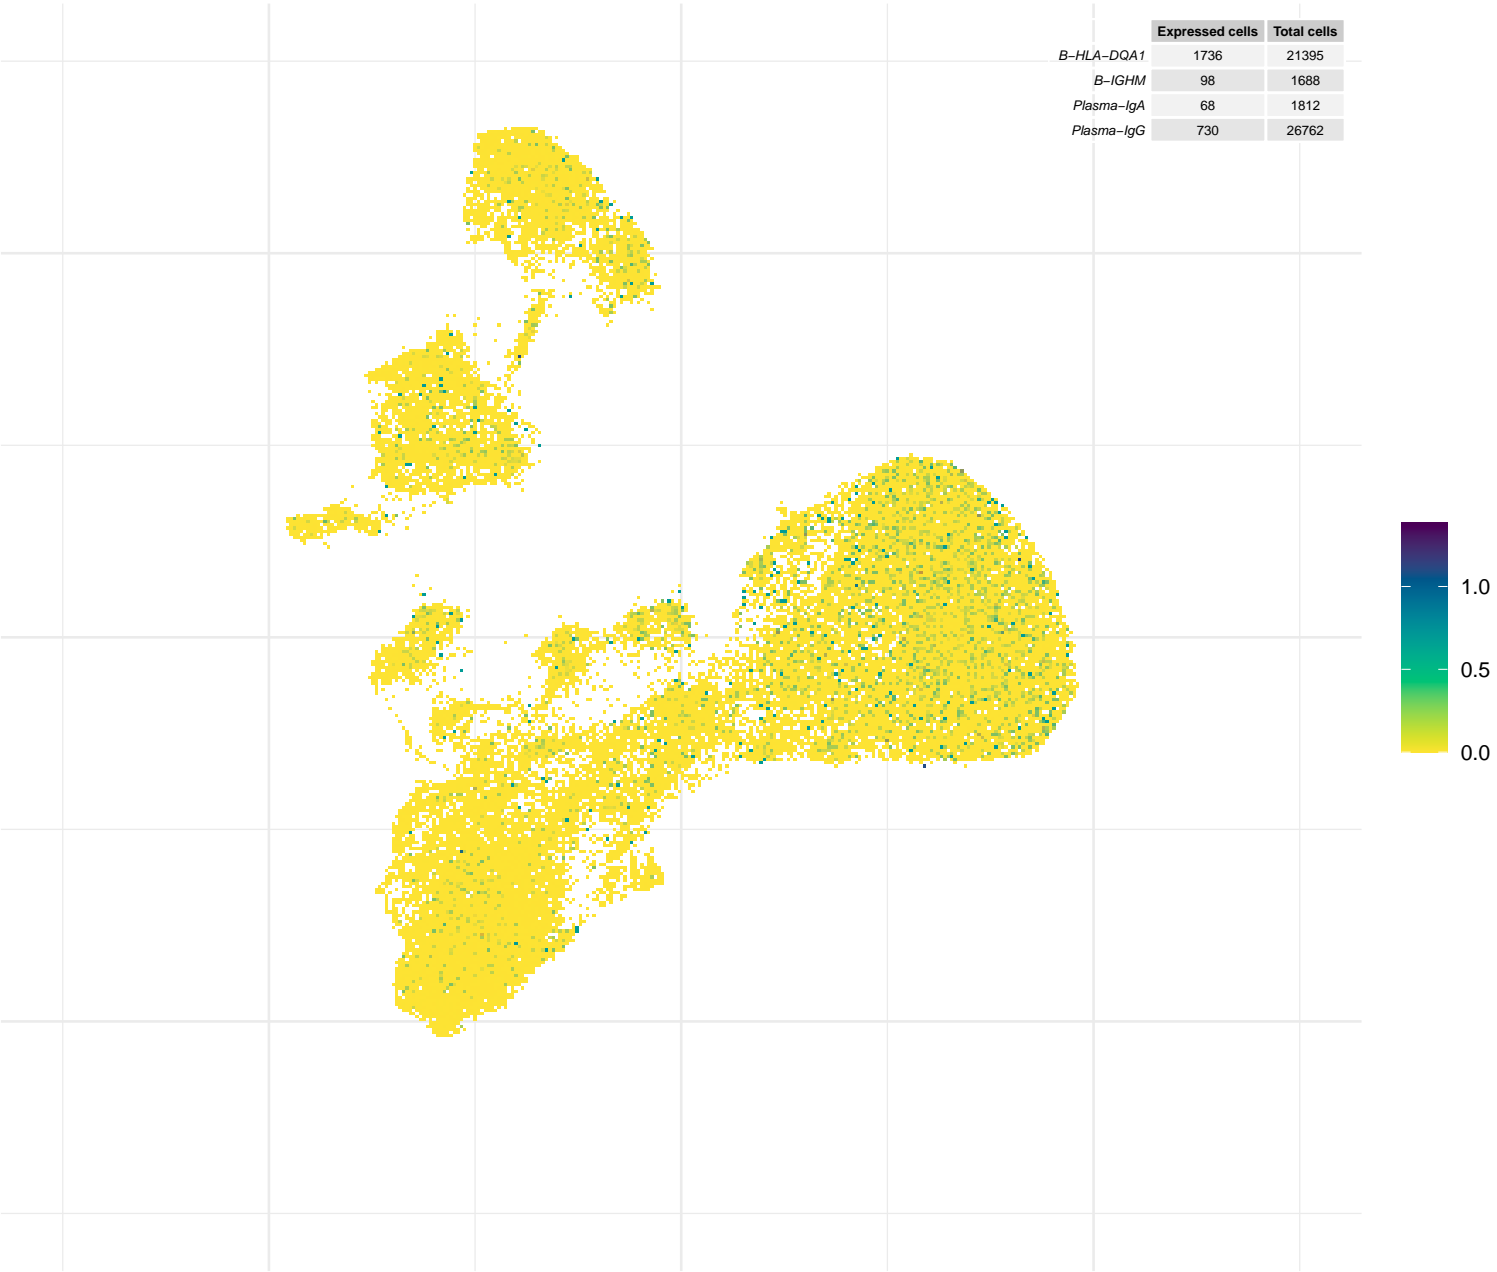 Expressed cells Total cells
B−HLA−DQA1 1736 21395
B−IGHM 98 1688
Plasma−IgA 68 1812
Plasma−IgG 730 26762
1.0
0.5
0.0